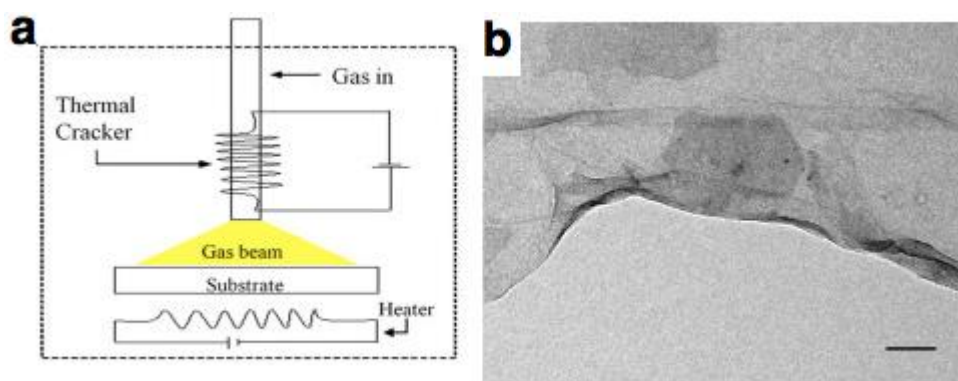 a
Gas in
Thermal
Cracker
Gas beam
Substrate
Heater
b